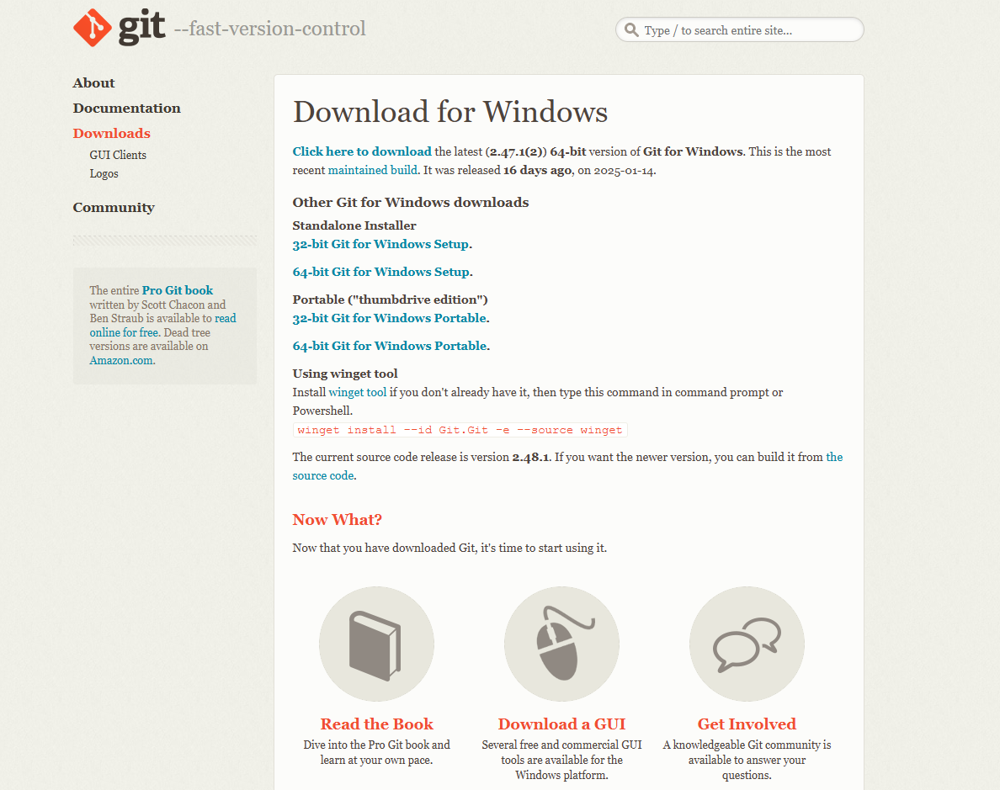 git --fast-version-control
Type / to search entire site...
About
Documentation
Downloads
GUI Clients
Logos
Community
The entire Pro Git book
written by Scott Chacon and
Ben Straub is available to read
online for free. Dead tree
versions are available on
Amazon.com.
Download for Windows
Click here to download the latest (2.47.1(2)) 64-bit version of Git for Windows. This is the most
recent maintained build. It was released 16 days ago, on 2025-01-14.
Other Git for Windows downloads
Standalone Installer
32-bit Git for Windows Setup.
64-bit Git for Windows Setup.
Portable ("thumbdrive edition")
32-bit Git for Windows Portable.
64-bit Git for Windows Portable.
Using winget tool
Install winget tool if you don't already have it, then type this command in command prompt or
Powershell.
winget install --id Git.Git -e --source winget
The current source code release is version 2.48.1. If you want the newer version, you can build it from the
source code.
Now What?
Now that you have downloaded Git, it's time to start using it.
Read the Book
Dive into the Pro Git book and
learn at your own pace.
Download a GUI
Several free and commercial GUI
tools are available for the
Windows platform.
Get Involved
A knowledgeable Git community is
available to answer your
questions.